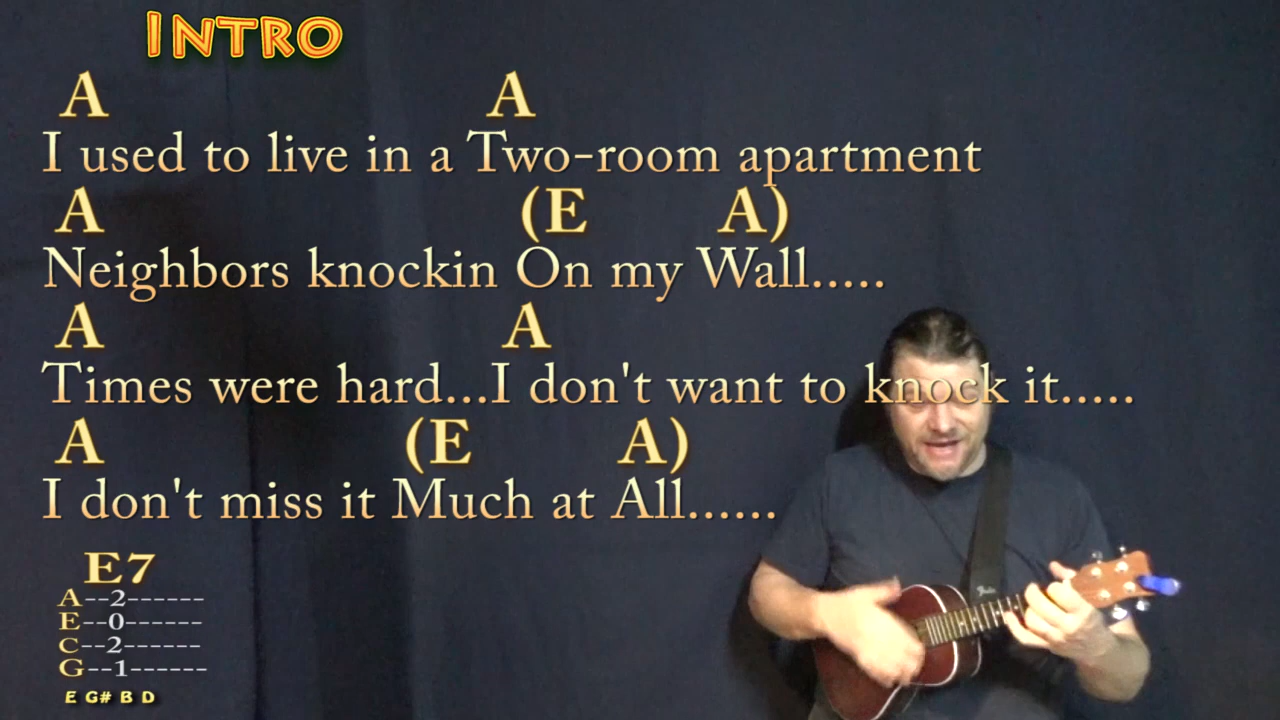 Intro
A A
I used to live in a Two-room apartment
A (E A)
Neighbors knockin On my Wall.....
A A
Times were hard...I don't want to knock it.....
A (E A)
I don't miss it Much at All......
E7
A--2------
E--0------
C--2------
G--1------
E G# B D